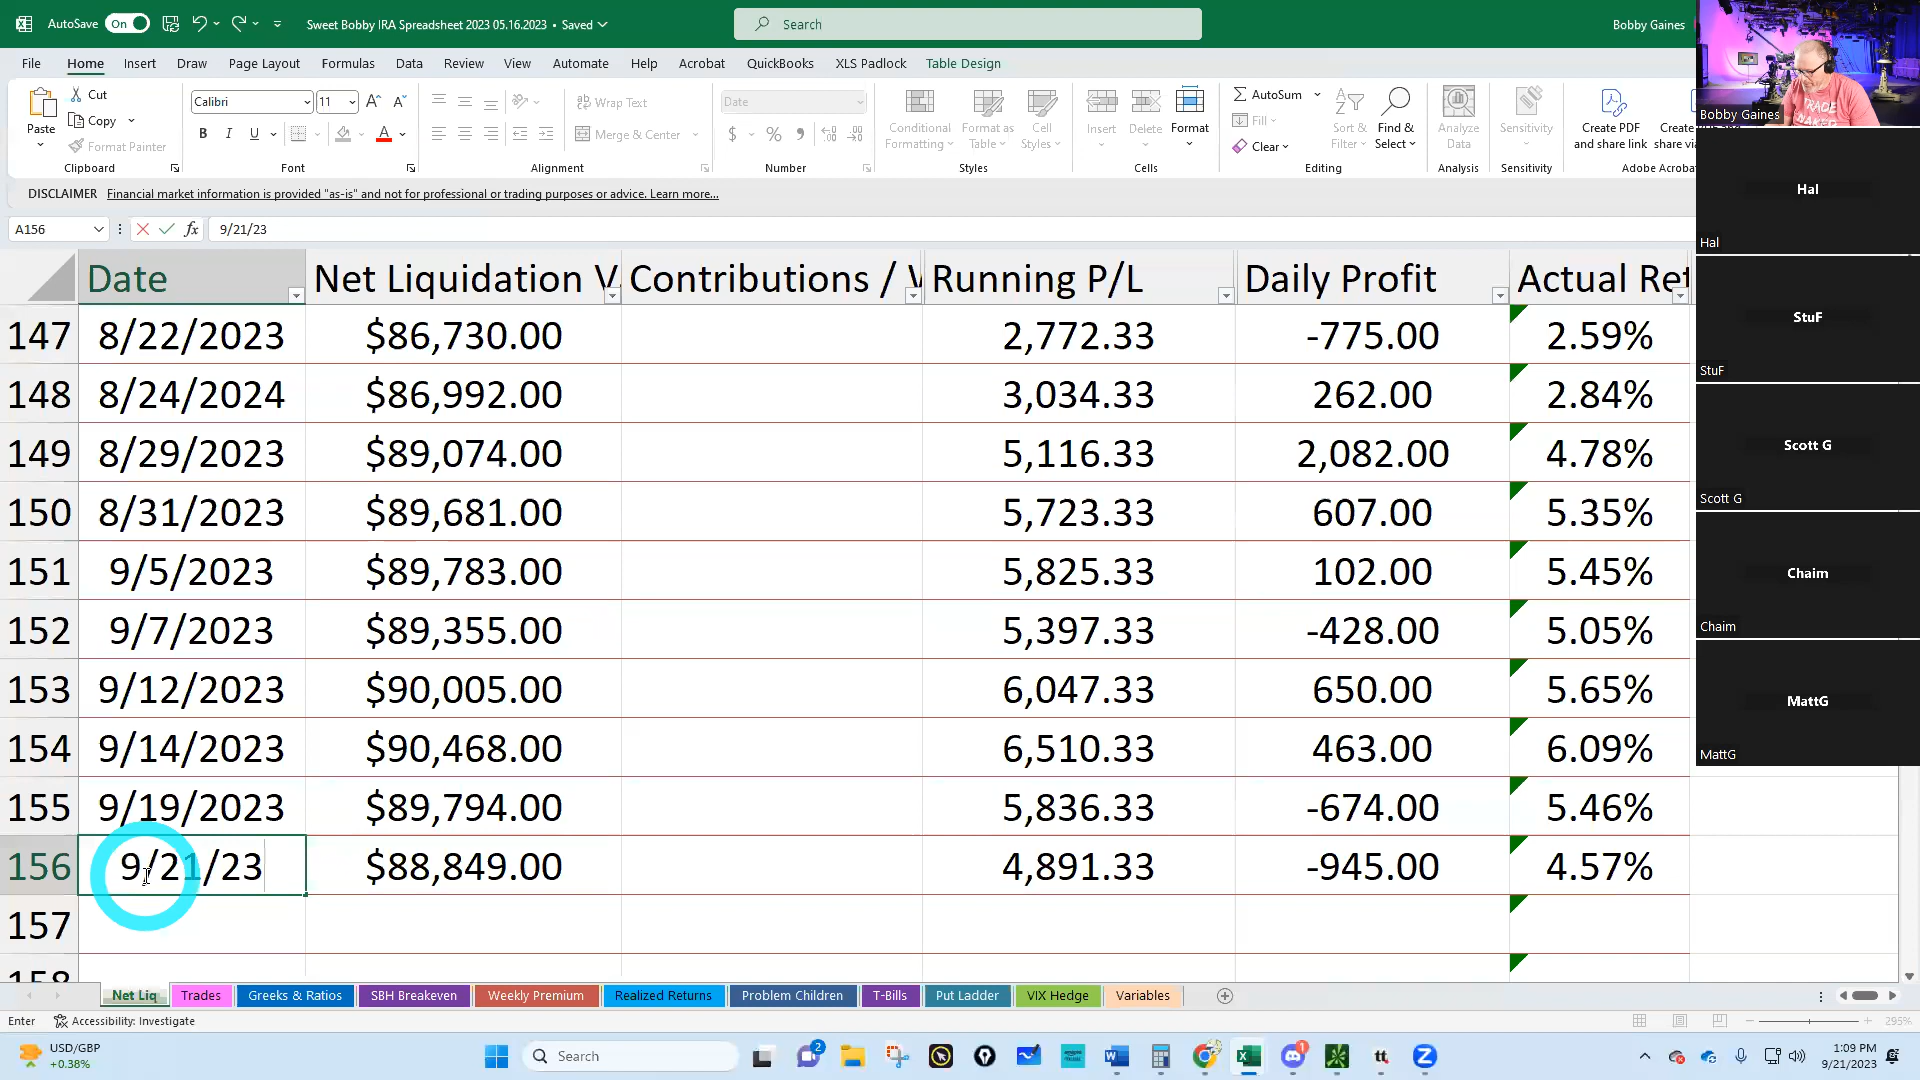 AutoSave On Sweet Bobby IRA Spreadsheet 2023 05.16.2023 • Saved Search Bobby Gaines
File Home Insert Draw Page Layout Formulas Data Review View Automate Help Acrobat QuickBooks XLS Padlock Table Design
Paste Cut Copy Format Painter Clipboard
Calibri 11 B I U A Font
Wrap Text Merge & Center Alignment
Date $ % Number
Conditional Formatting Format as Table Cell Styles Styles
Insert Delete Format Cells
AutoSum Fill Clear Sort & Filter Find & Select Editing
Analyze Data Analysis
Sensitivity Sensitivity
Create PDF and share link Adobe
DISCLAIMER Financial market information is provided "as-is" and not for professional or trading purposes or advice. Learn more...
A156 fx 9/21/23
Date Net Liquidation V Contributions / Running P/L Daily Profit Actual Ret
147 8/22/2023 $86,730.00 2,772.33 -775.00 2.59%
148 8/24/2024 $86,992.00 3,034.33 262.00 2.84%
149 8/29/2023 $89,074.00 5,116.33 2,082.00 4.78%
150 8/31/2023 $89,681.00 5,723.33 607.00 5.35%
151 9/5/2023 $89,783.00 5,825.33 102.00 5.45%
152 9/7/2023 $89,355.00 5,397.33 -428.00 5.05%
153 9/12/2023 $90,005.00 6,047.33 650.00 5.65%
154 9/14/2023 $90,468.00 6,510.33 463.00 6.09%
155 9/19/2023 $89,794.00 5,836.33 -674.00 5.46%
156 9/21/23 $88,849.00 4,891.33 -945.00 4.57%
157
158
Net Liq Trades Greeks & Ratios SBH Breakeven Weekly Premium Realized Returns Problem Children T-Bills Put Ladder VIX Hedge Variables
Enter Accessibility: Investigate 295%
USD/GBP
+0.38%
Search
1:09 PM
9/21/2023
TRADE NAKED
Bobby Gaines
Hal
Hal
StuF
StuF
Scott G
Scott G
Chaim
Chaim
MattG
MattG